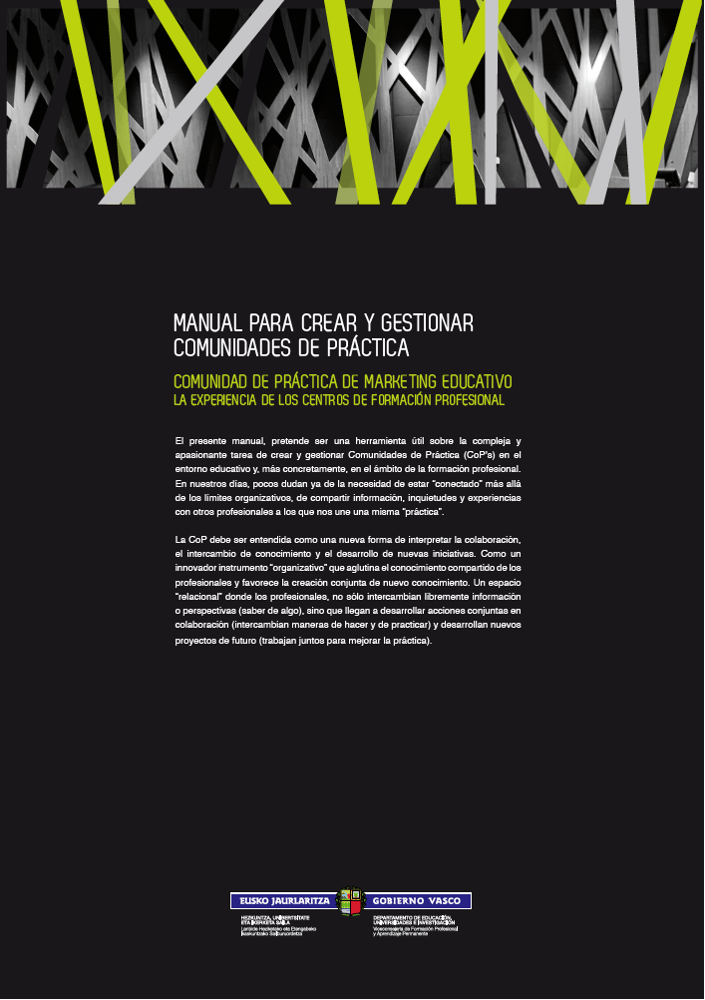 MANUAL PARA CREAR Y GESTIONAR
COMUNIDADES DE PRÁCTICA
COMUNIDAD DE PRÁCTICA DE MARKETING EDUCATIVO
LA EXPERIENCIA DE LOS CENTROS DE FORMACIÓN PROFESIONAL
El presente manual, pretende ser una herramienta útil sobre la compleja y
apasionante tarea de crear y gestionar Comunidades de Práctica (CoP's) en el
entorno educativo y, más concretamente, en el ámbito de la formación profesional.
En nuestros días, pocos dudan ya de la necesidad de estar “conectado” más allá
de los límites organizativos, de compartir información, inquietudes y experiencias
con otros profesionales a los que nos une una misma “práctica”.
La CoP debe ser entendida como una nueva forma de interpretar la colaboración,
el intercambio de conocimiento y el desarrollo de nuevas iniciativas. Como un
innovador instrumento “organizativo” que aglutina el conocimiento compartido de los
profesionales y favorece la creación conjunta de nuevo conocimiento. Un espacio
“relacional” donde los profesionales, no sólo intercambian libremente información
o perspectivas (saber de algo), sino que llegan a desarrollar acciones conjuntas en
colaboración (intercambian maneras de hacer y de practicar) y desarrollan nuevos
proyectos de futuro (trabajan juntos para mejorar la práctica).
EUSKO JAURLARITZA
GOBIERNO VASCO
HEZKUNTZA, UNIBERTSITATE
ETA IKERKETA SAILA
Lanbide Heziketako eta Etengabeko
Ikaskuntzako Sailburuordetza
DEPARTAMENTO DE EDUCACIÓN,
UNIVERSIDADES E INVESTIGACIÓN
Viceconsejería de Formación Profesional
y Aprendizaje Permanente